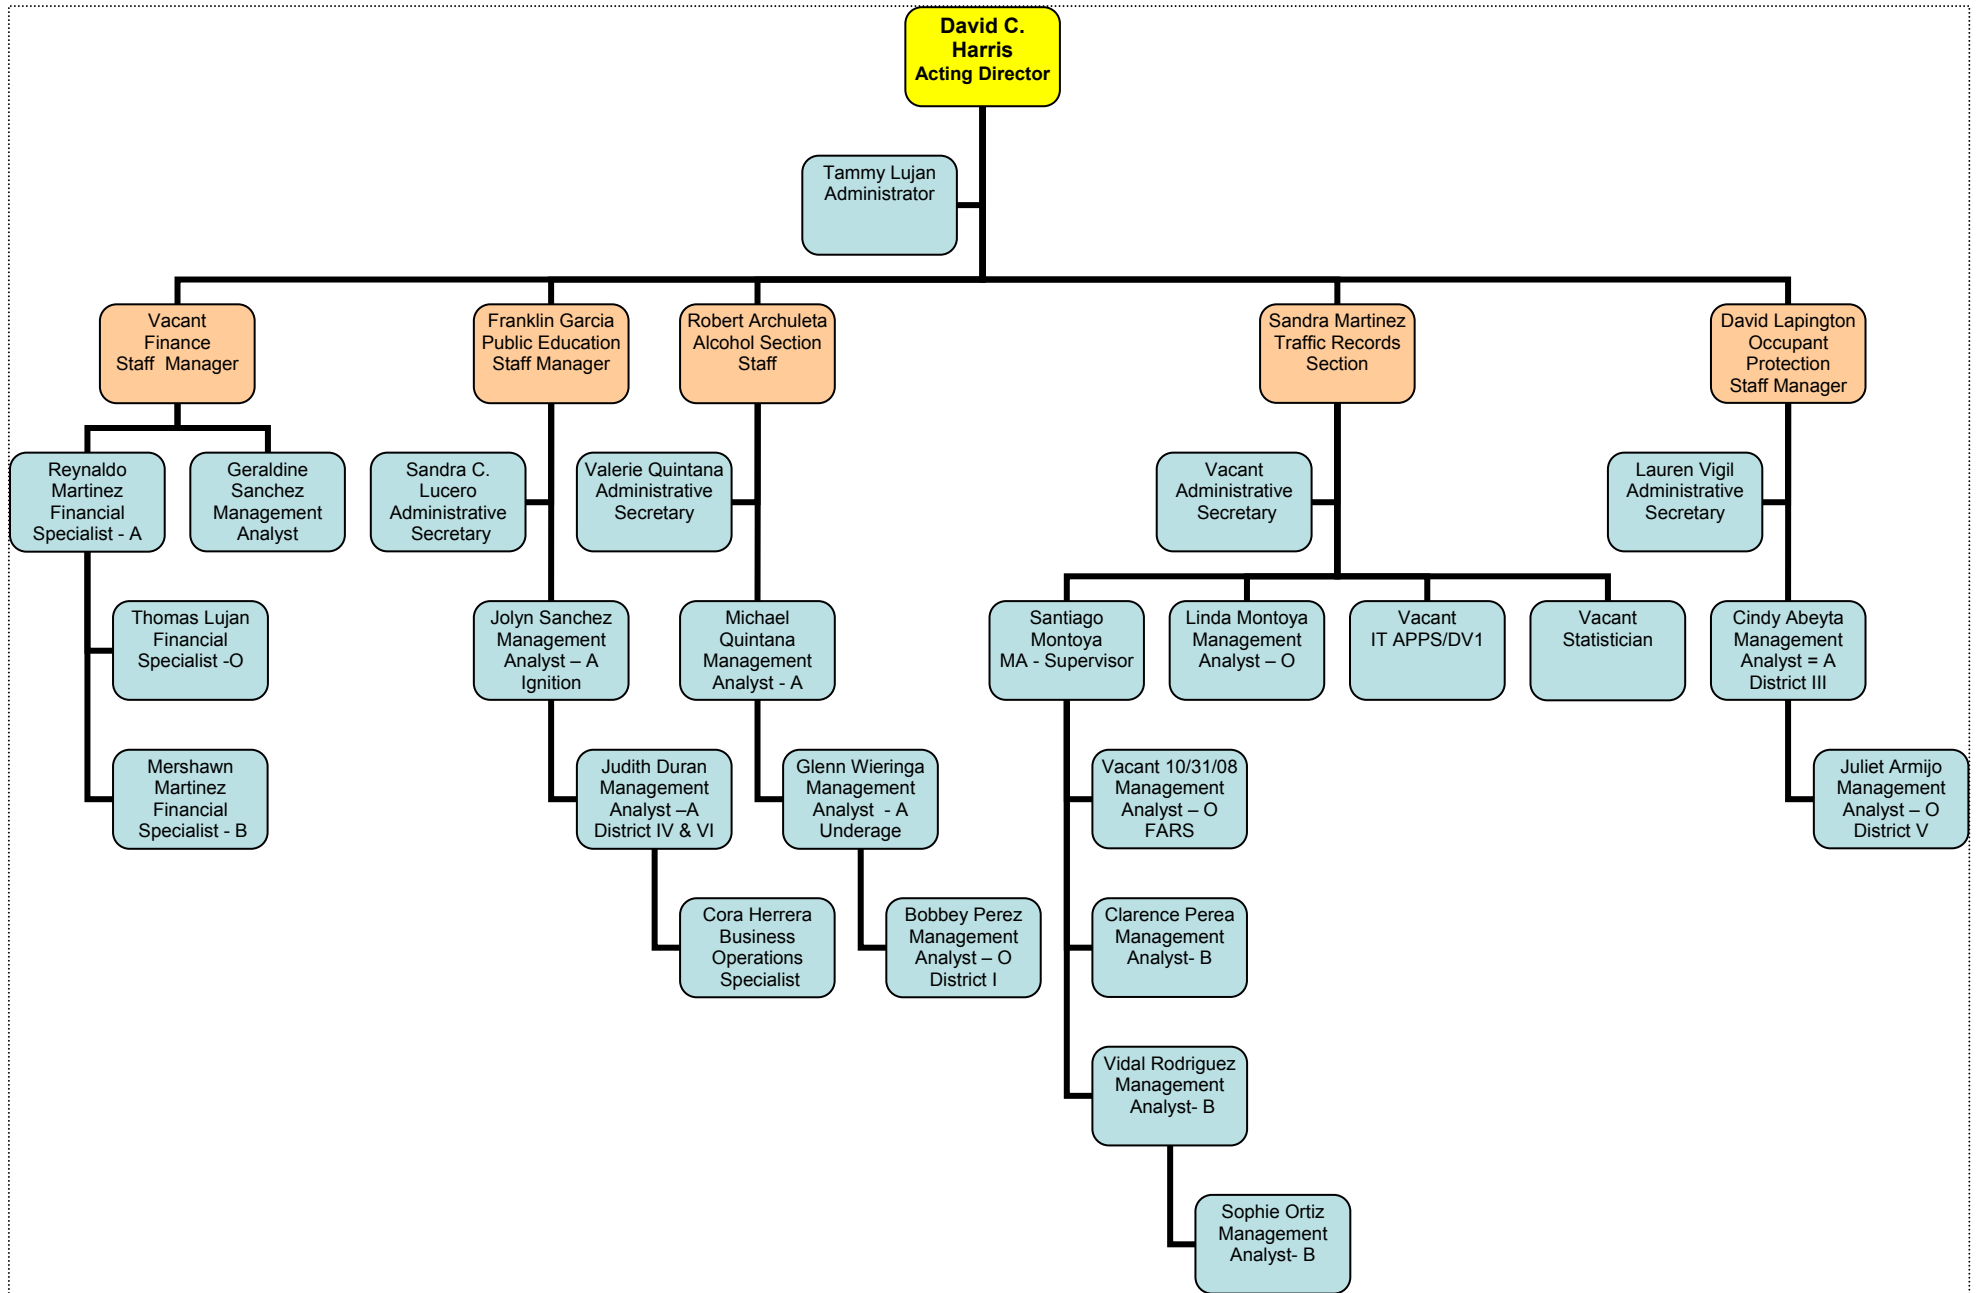 David C.
Harris
Acting Director
Tammy Lujan
Administrator
Vacant
Finance
Staff  Manager
Franklin Garcia
Public Education
Staff Manager
Robert Archuleta
Alcohol Section
Staff
Sandra Martinez
Traffic Records
Section
David Lapington
Occupant
Protection
Staff Manager
Reynaldo
Martinez
Financial
Specialist - A
Geraldine
Sanchez
Management
Analyst
Sandra C.
Lucero
Administrative
Secretary
Valerie Quintana
Administrative
Secretary
Vacant
Administrative
Secretary
Lauren Vigil
Administrative
Secretary
Thomas Lujan
Financial
Specialist -O
Jolyn Sanchez
Management
Analyst – A
Ignition
Michael
Quintana
Management
Analyst - A
Santiago
Montoya
MA - Supervisor
Linda Montoya
Management
Analyst – O
Vacant
IT APPS/DV1
Vacant
Statistician
Cindy Abeyta
Management
Analyst = A
District III
Mershawn
Martinez
Financial
Specialist - B
Judith Duran
Management
Analyst –A
District IV & VI
Glenn Wieringa
Management
Analyst  - A
Underage
Vacant 10/31/08
Management
Analyst – O
FARS
Juliet Armijo
Management
Analyst – O
District V
Cora Herrera
Business
Operations
Specialist
Bobbey Perez
Management
Analyst – O
District I
Clarence Perea
Management
Analyst- B
Vidal Rodriguez
Management
Analyst- B
Sophie Ortiz
Management
Analyst- B